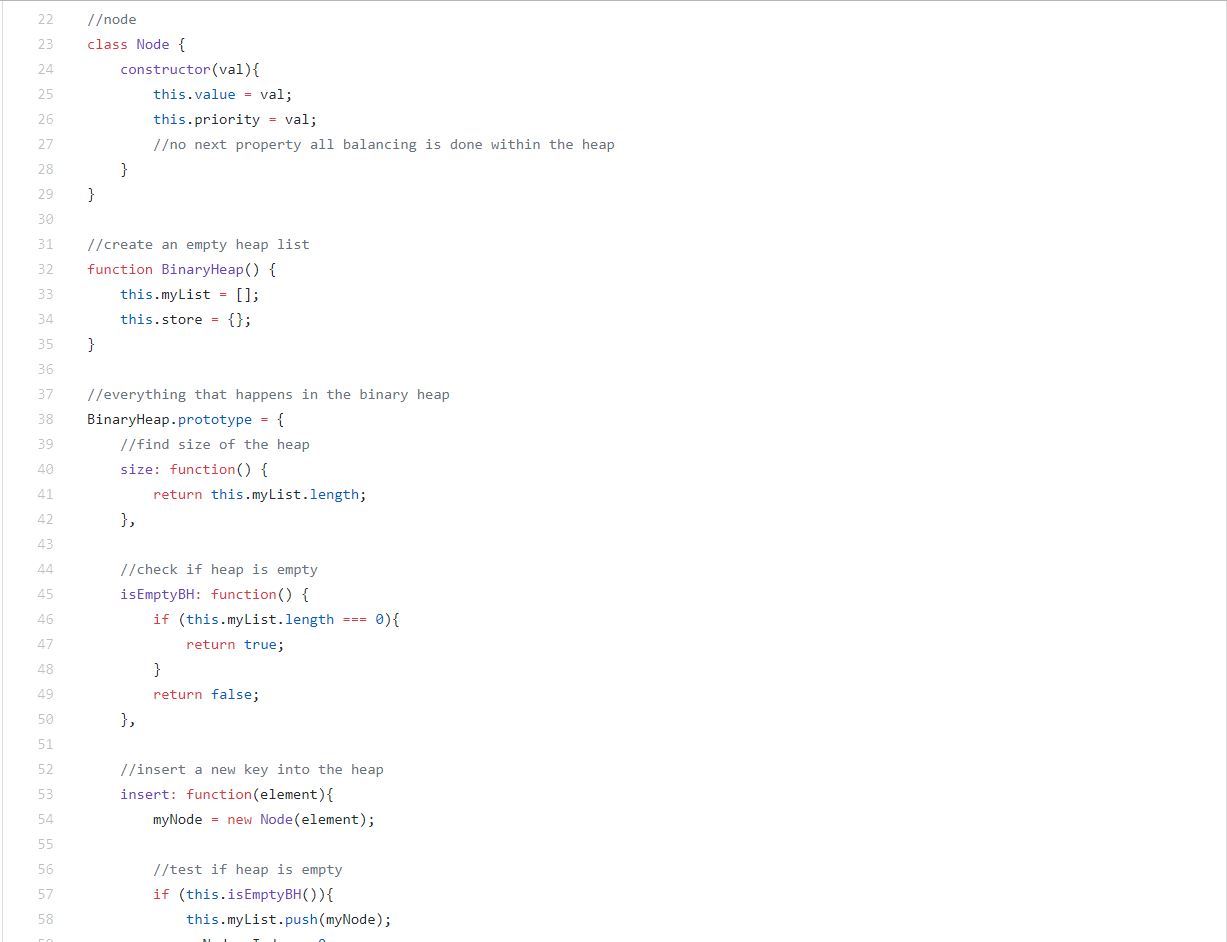 22 //node
23 class Node {
24 constructor(val){
25 this.value = val;
26 this.priority = val;
27 //no next property all balancing is done within the heap
28 }
29 }
30
31 //create an empty heap list
32 function BinaryHeap() {
33 this.myList = [];
34 this.store = {};
35 }
36
37 //everything that happens in the binary heap
38 BinaryHeap.prototype = {
39 //find size of the heap
40 size: function() {
41 return this.myList.length;
42 },
43
44 //check if heap is empty
45 isEmptyBH: function() {
46 if (this.myList.length === 0){
47 return true;
48 }
49 return false;
50 },
51
52 //insert a new key into the heap
53 insert: function(element){
54 myNode = new Node(element);
55
56 //test if heap is empty
57 if (this.isEmptyBH()){
58 this.myList.push(myNode);